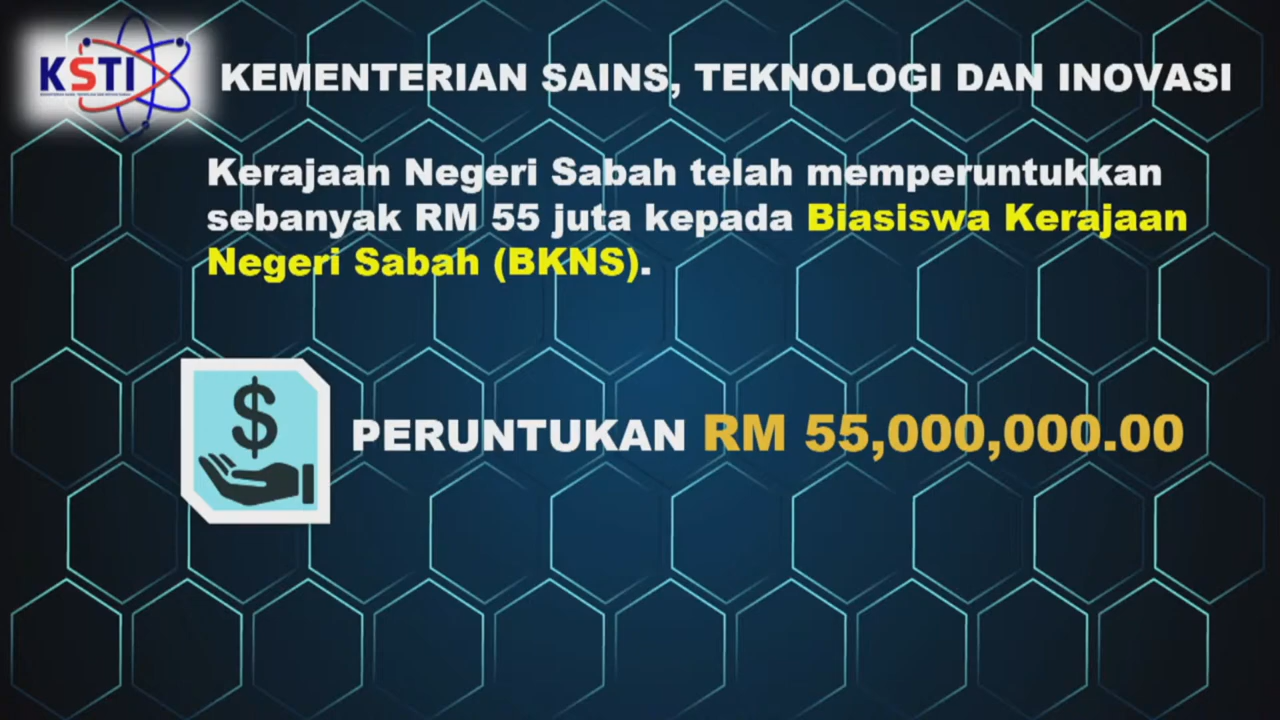 KSTI
KEMENTERIAN SAINS, TEKNOLOGI DAN INOVASI
Kerajaan Negeri Sabah telah memperuntukkan
sebanyak RM 55 juta kepada Biasiswa Kerajaan
Negeri Sabah (BKNS).
$
PERUNTUKAN RM 55,000,000.00